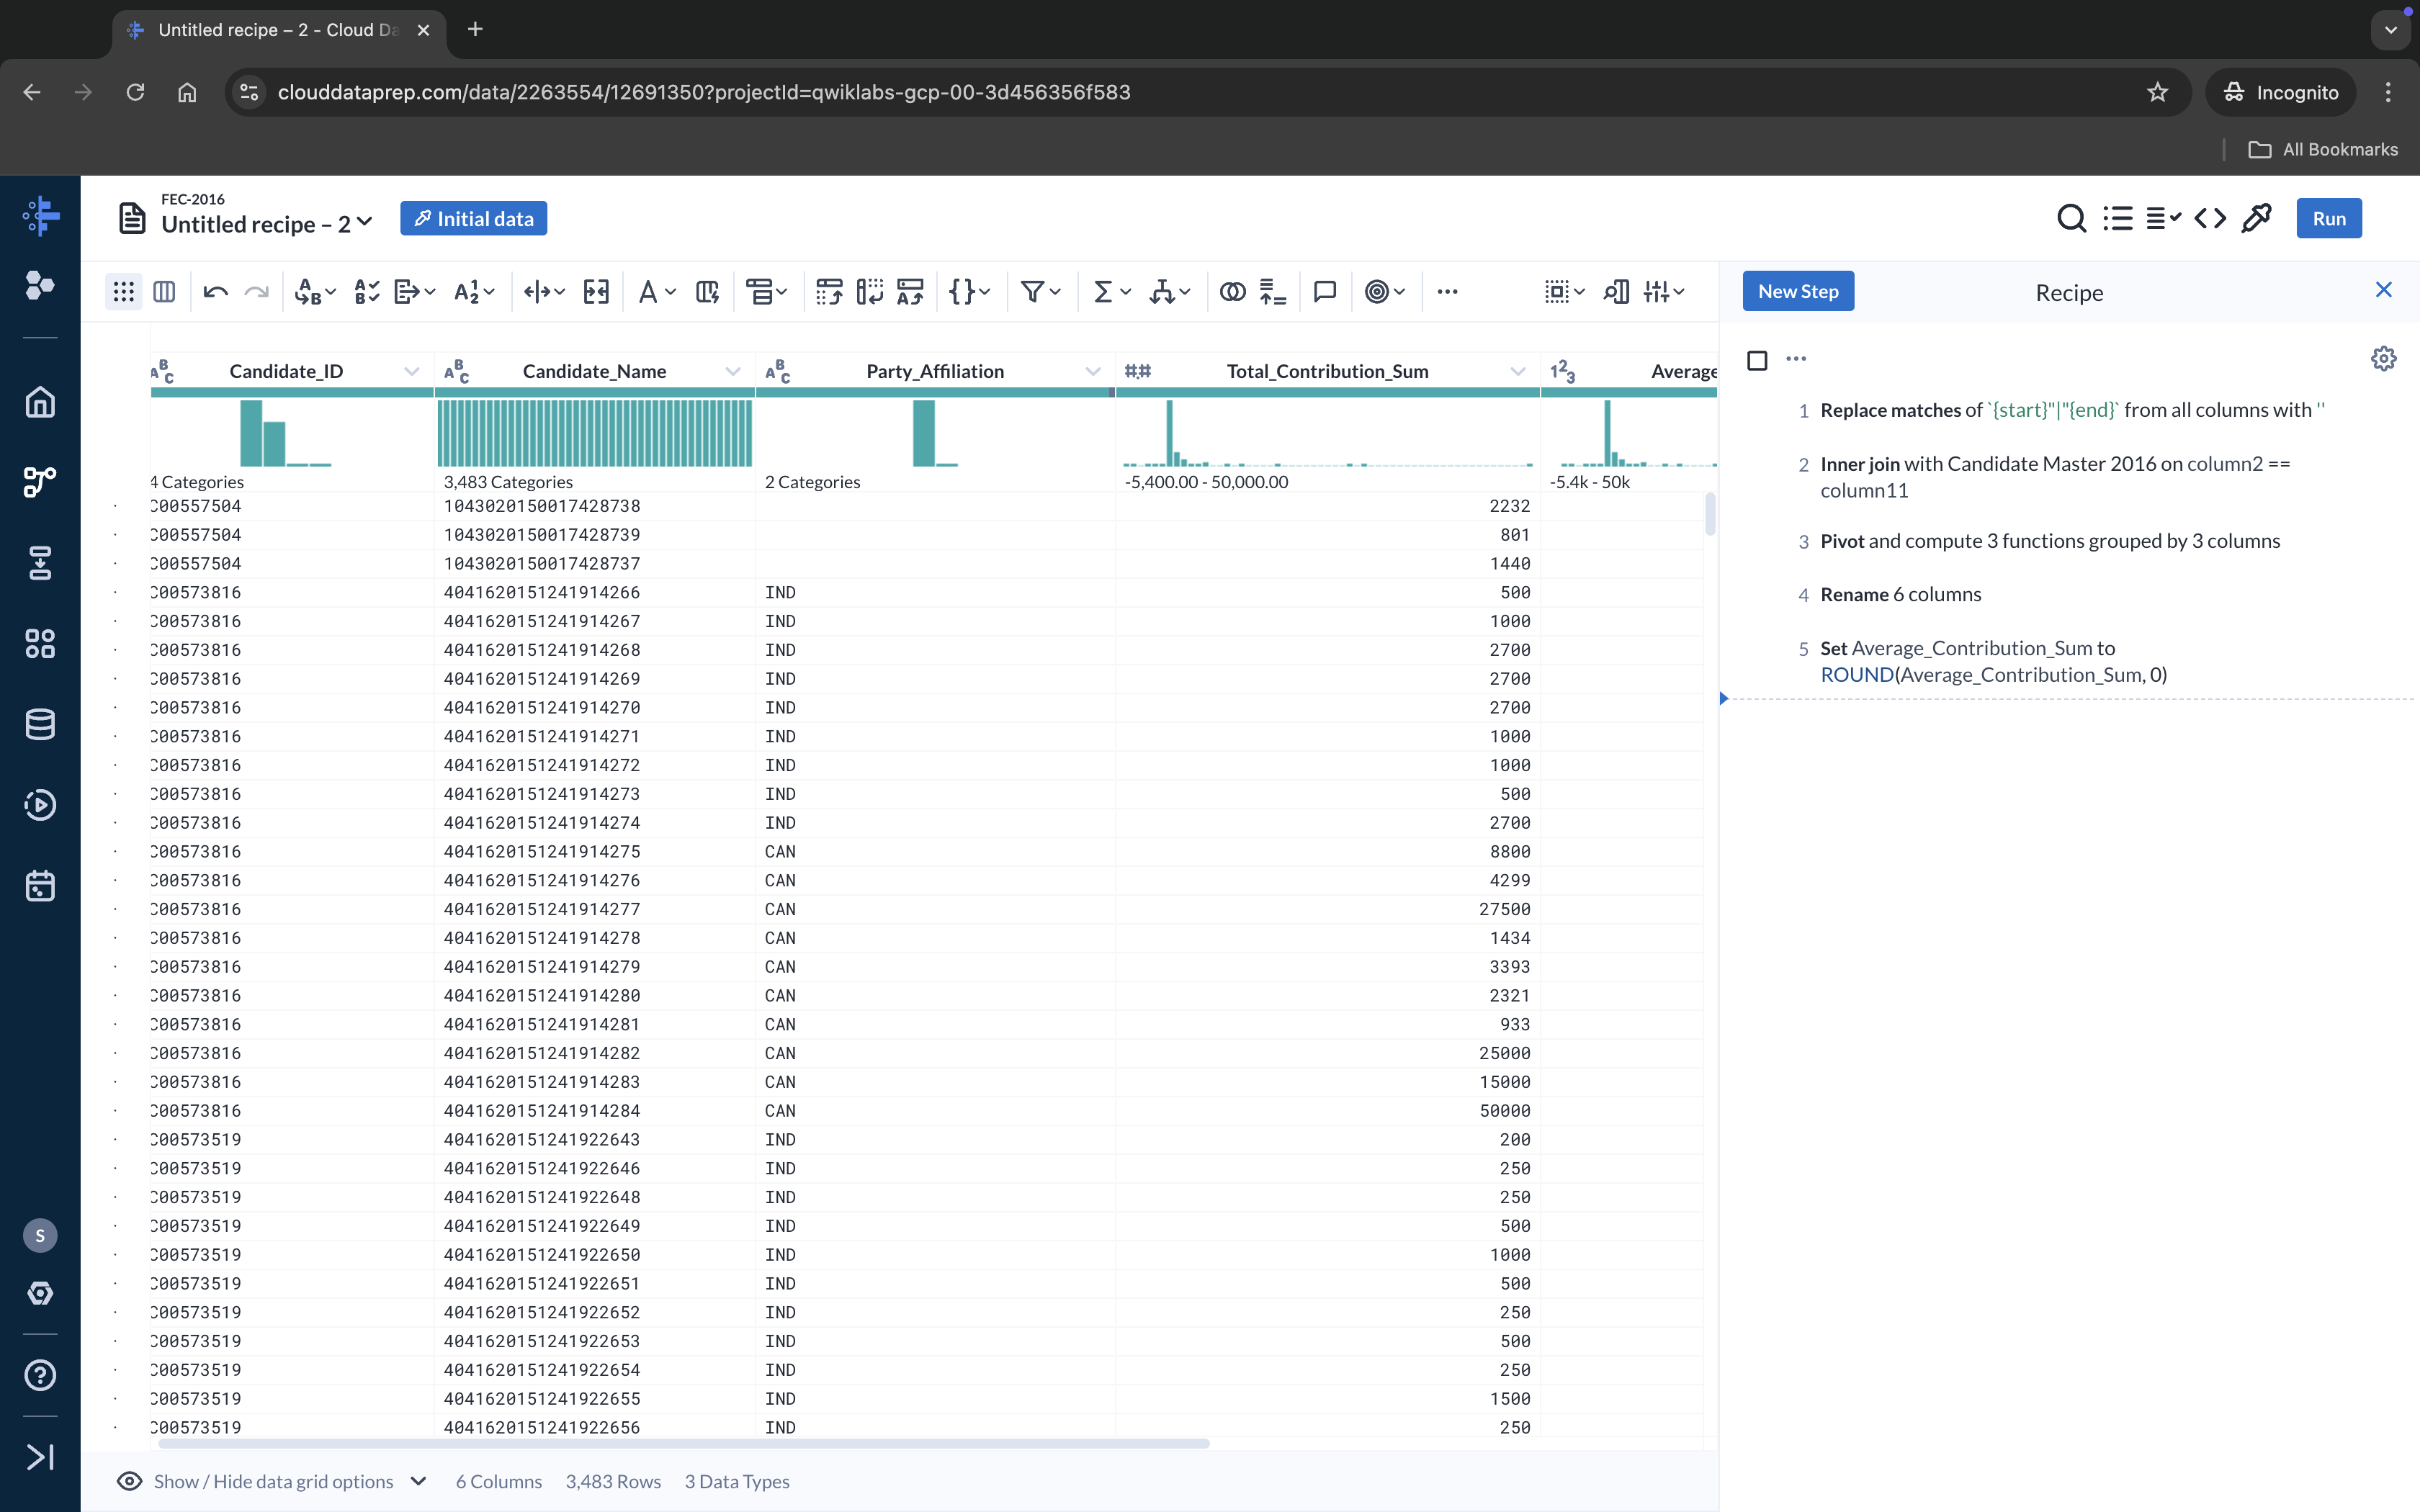 Untitled recipe – 2 - Cloud Da
clouddataprep.com/data/2263554/12691350?projectId=qwiklabs-gcp-00-3d456356f583
Incognito
All Bookmarks
FEC-2016
Untitled recipe – 2
Initial data
Run
New Step
Recipe
Candidate_ID Candidate_Name Party_Affiliation Total_Contribution_Sum Average
4 Categories 3,483 Categories 2 Categories -5,400.00 - 50,000.00 -5.4k - 50k
C00557504 1043020150017428738 2232
C00557504 1043020150017428739 801
C00557504 1043020150017428737 1440
C00573816 4041620151241914266 IND 500
C00573816 4041620151241914267 IND 1000
C00573816 4041620151241914268 IND 2700
C00573816 4041620151241914269 IND 2700
C00573816 4041620151241914270 IND 2700
C00573816 4041620151241914271 IND 1000
C00573816 4041620151241914272 IND 1000
C00573816 4041620151241914273 IND 500
C00573816 4041620151241914274 IND 2700
C00573816 4041620151241914275 CAN 8800
C00573816 4041620151241914276 CAN 4299
C00573816 4041620151241914277 CAN 27500
C00573816 4041620151241914278 CAN 1434
C00573816 4041620151241914279 CAN 3393
C00573816 4041620151241914280 CAN 2321
C00573816 4041620151241914281 CAN 933
C00573816 4041620151241914282 CAN 25000
C00573816 4041620151241914283 CAN 15000
C00573816 4041620151241914284 CAN 50000
C00573519 4041620151241922643 IND 200
C00573519 4041620151241922646 IND 250
C00573519 4041620151241922648 IND 250
C00573519 4041620151241922649 IND 500
C00573519 4041620151241922650 IND 1000
C00573519 4041620151241922651 IND 500
C00573519 4041620151241922652 IND 250
C00573519 4041620151241922653 IND 500
C00573519 4041620151241922654 IND 250
C00573519 4041620151241922655 IND 1500
C00573519 4041620151241922656 IND 250
Show / Hide data grid options 6 Columns 3,483 Rows 3 Data Types
1 Replace matches of `{start}"|"{end}` from all columns with ''
2 Inner join with Candidate Master 2016 on column2 ==
column11
3 Pivot and compute 3 functions grouped by 3 columns
4 Rename 6 columns
5 Set Average_Contribution_Sum to
ROUND(Average_Contribution_Sum, 0)
S